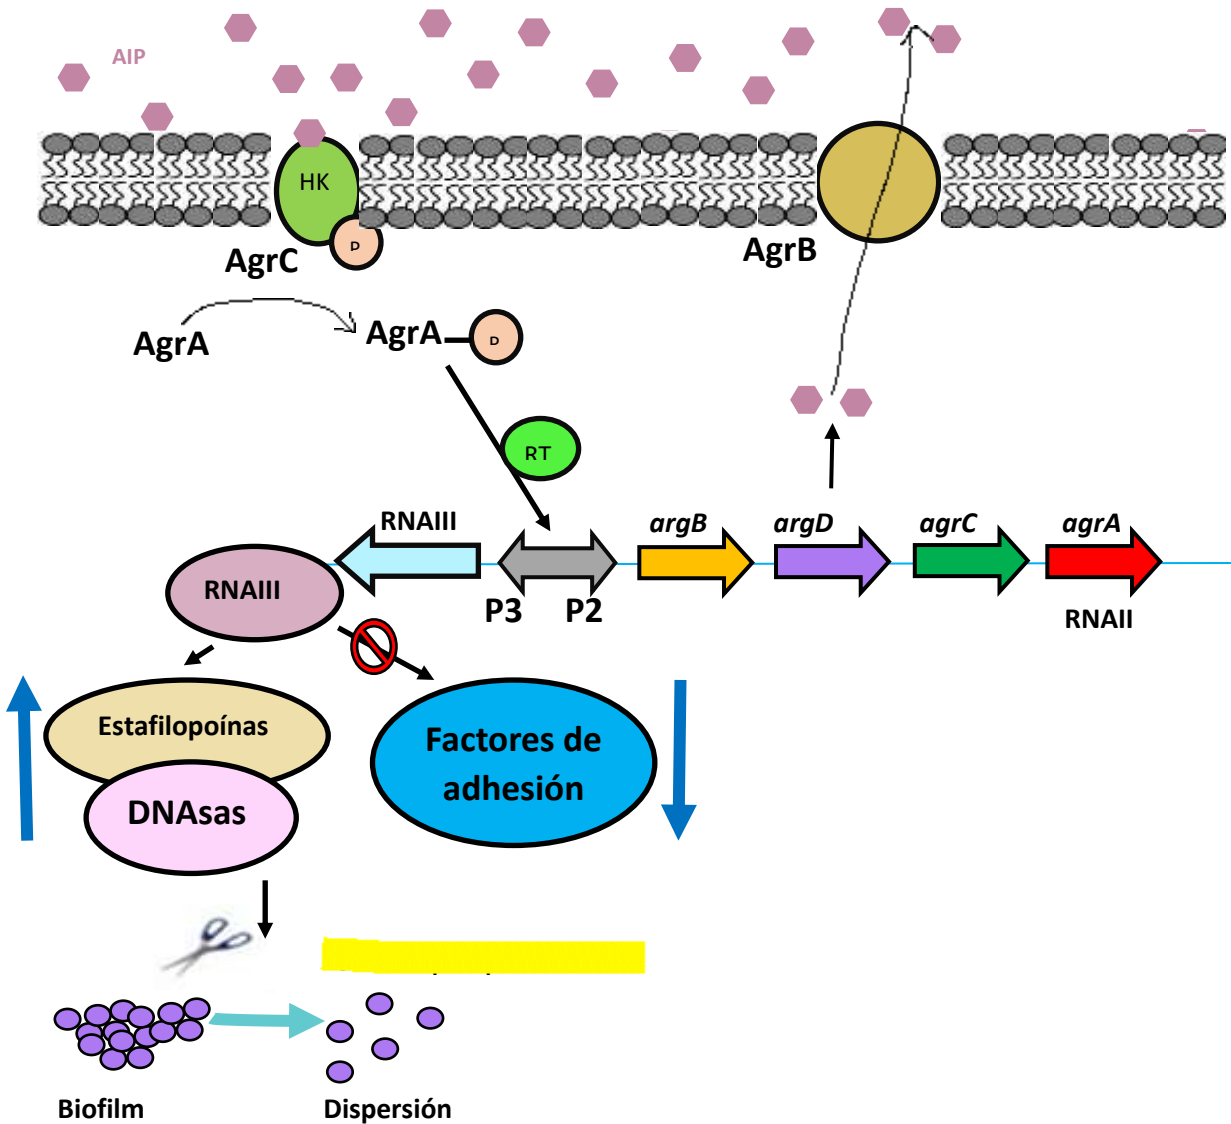 AIP
HK
P
AgrC
AgrB
AgrA
AgrA
RT
RNAIII
argB
argD
agrC
agrA
RNAIII
P3
P2
RNAII
Estafilopoínas
Factores de
adhesión
DNAsas
Biofilm
Dispersión